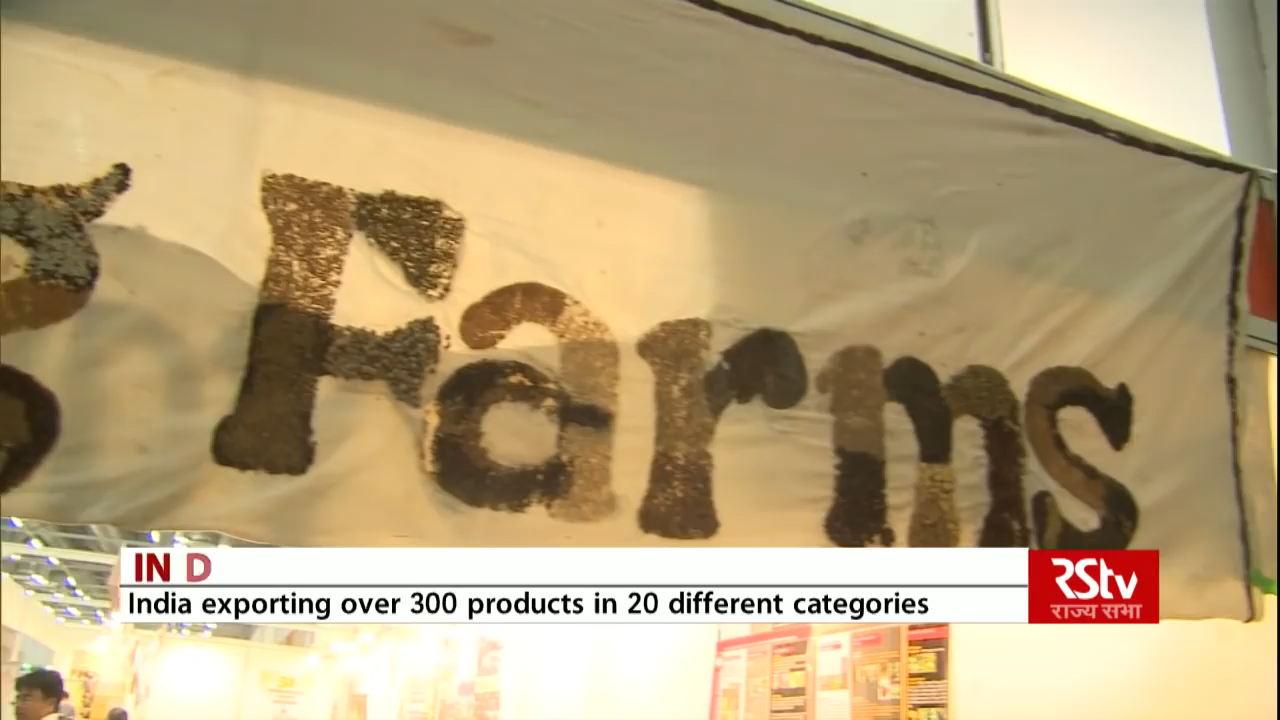 Farms
IN D
India exporting over 300 products in 20 different categories
RStv
राज्य सभा